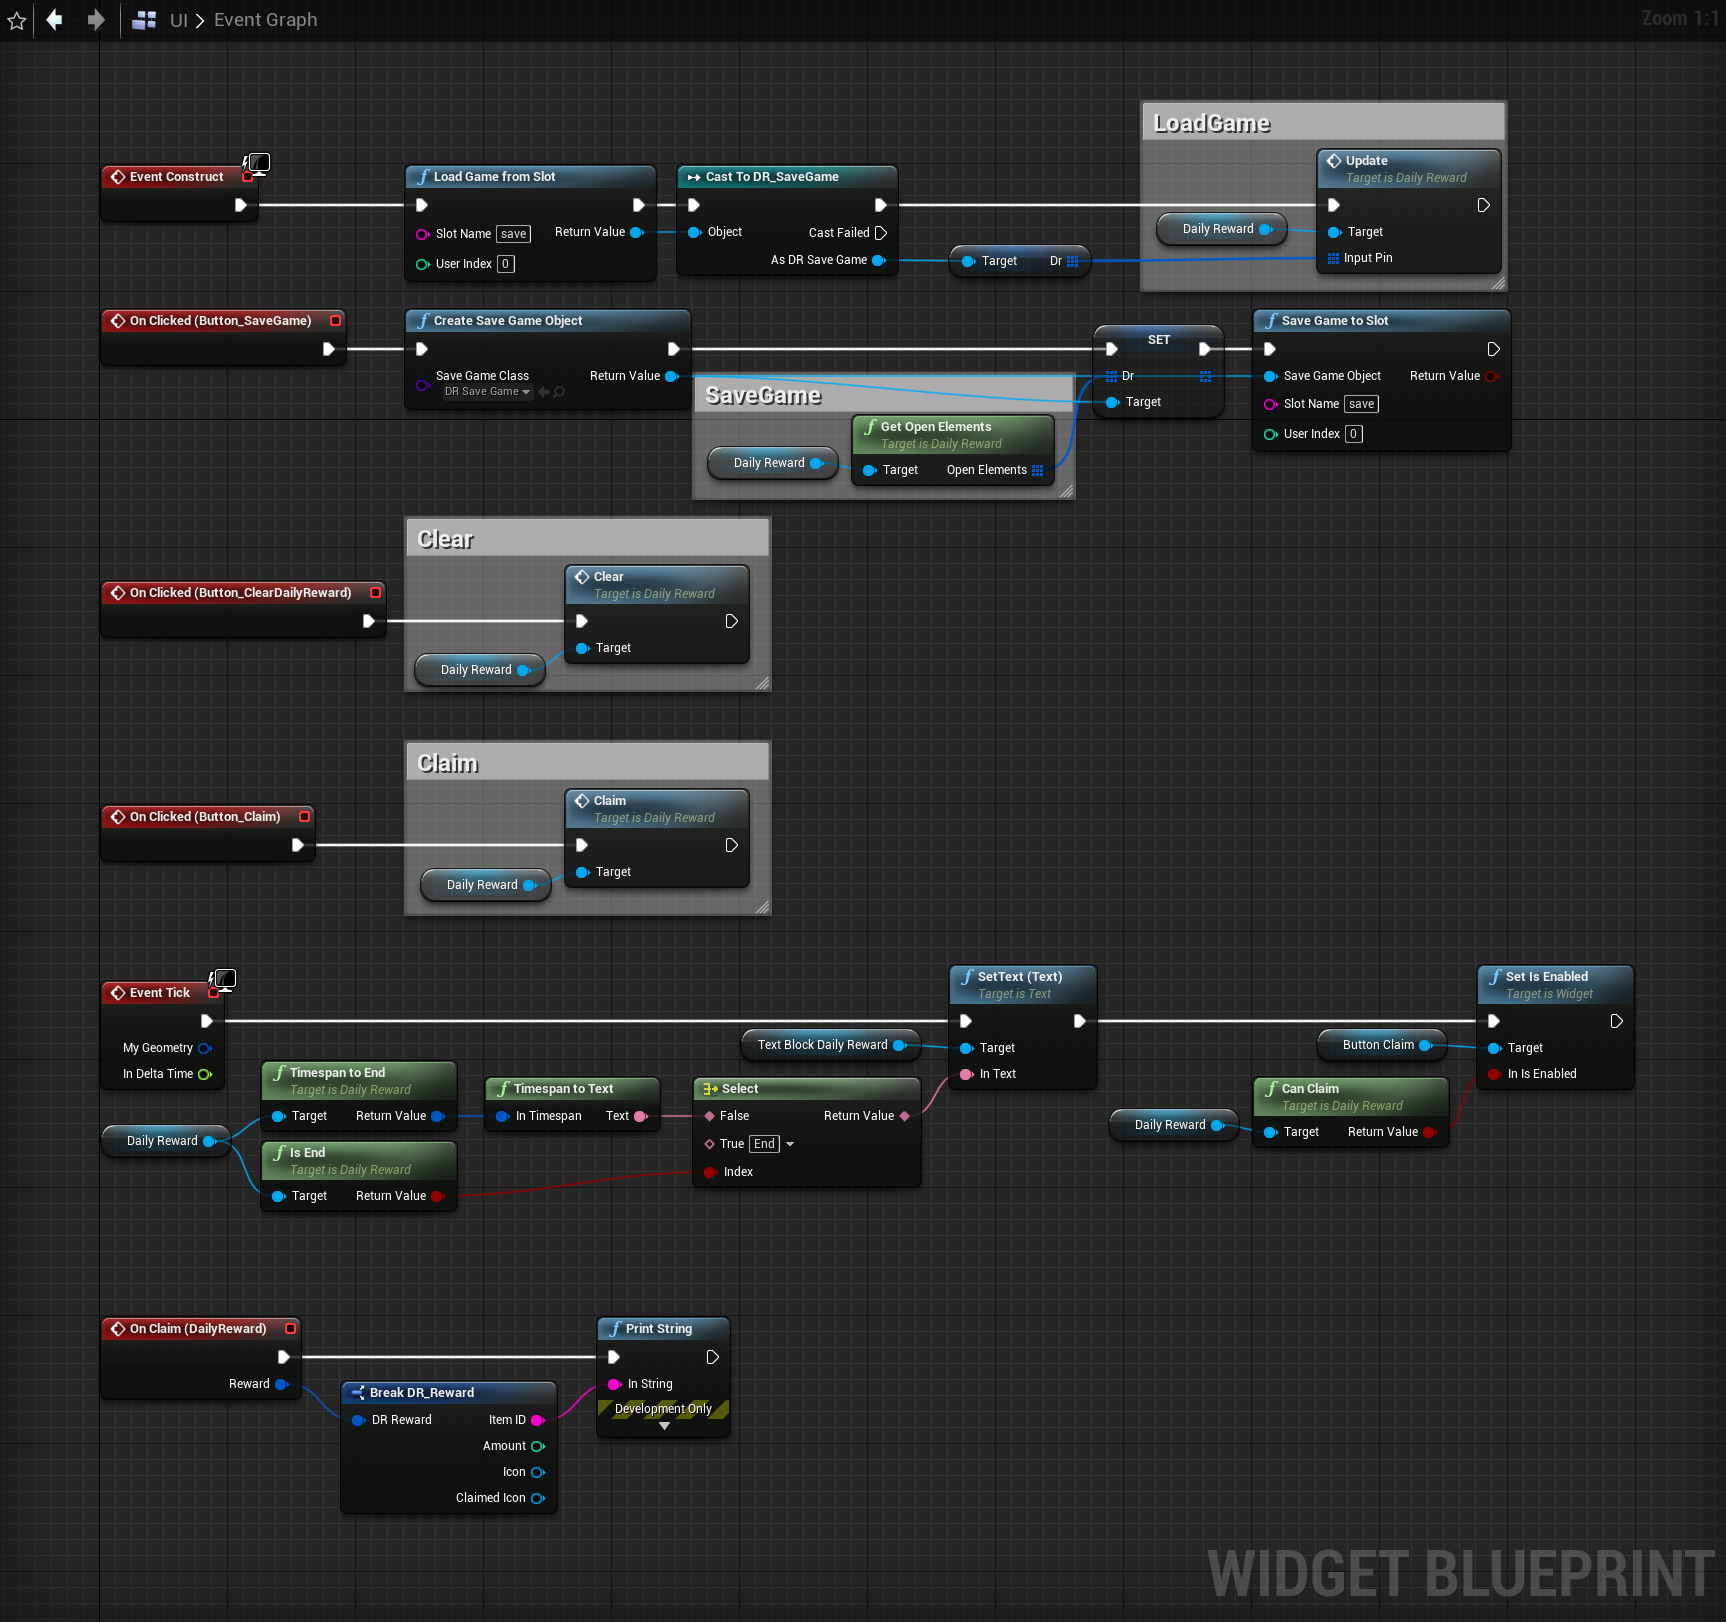 UI > Event Graph
Zoom 1:1
LoadGame
Event Construct
Load Game from Slot
Slot Name save
Return Value
User Index 0
Cast To DR_SaveGame
Object
Cast Failed
As DR Save Game
Target Dr
Daily Reward
Update
Target is Daily Reward
Target
Input Pin
On Clicked (Button_SaveGame)
Create Save Game Object
Save Game Class
DR Save Game
Return Value
SaveGame
Daily Reward
Get Open Elements
Target is Daily Reward
Target Open Elements
SET
Dr
Target
Save Game to Slot
Save Game Object Return Value
Slot Name save
User Index 0
Clear
On Clicked (Button_ClearDailyReward)
Clear
Target is Daily Reward
Target
Daily Reward
Claim
On Clicked (Button_Claim)
Claim
Target is Daily Reward
Target
Daily Reward
Event Tick
My Geometry
In Delta Time
Daily Reward
Timespan to End
Target is Daily Reward
Target Return Value
Is End
Target is Daily Reward
Target Return Value
Timespan to Text
In Timespan Text
Select
False Return Value
True End
Index
Text Block Daily Reward
SetText (Text)
Target is Text
Target
In Text
Button Claim
Daily Reward
Can Claim
Target is Daily Reward
Target Return Value
Set Is Enabled
Target is Widget
Target
In Is Enabled
On Claim (DailyReward)
Reward
Break DR_Reward
DR Reward Item ID
Amount
Icon
Claimed Icon
Print String
In String
Development Only
WIDGET BLUEPRINT